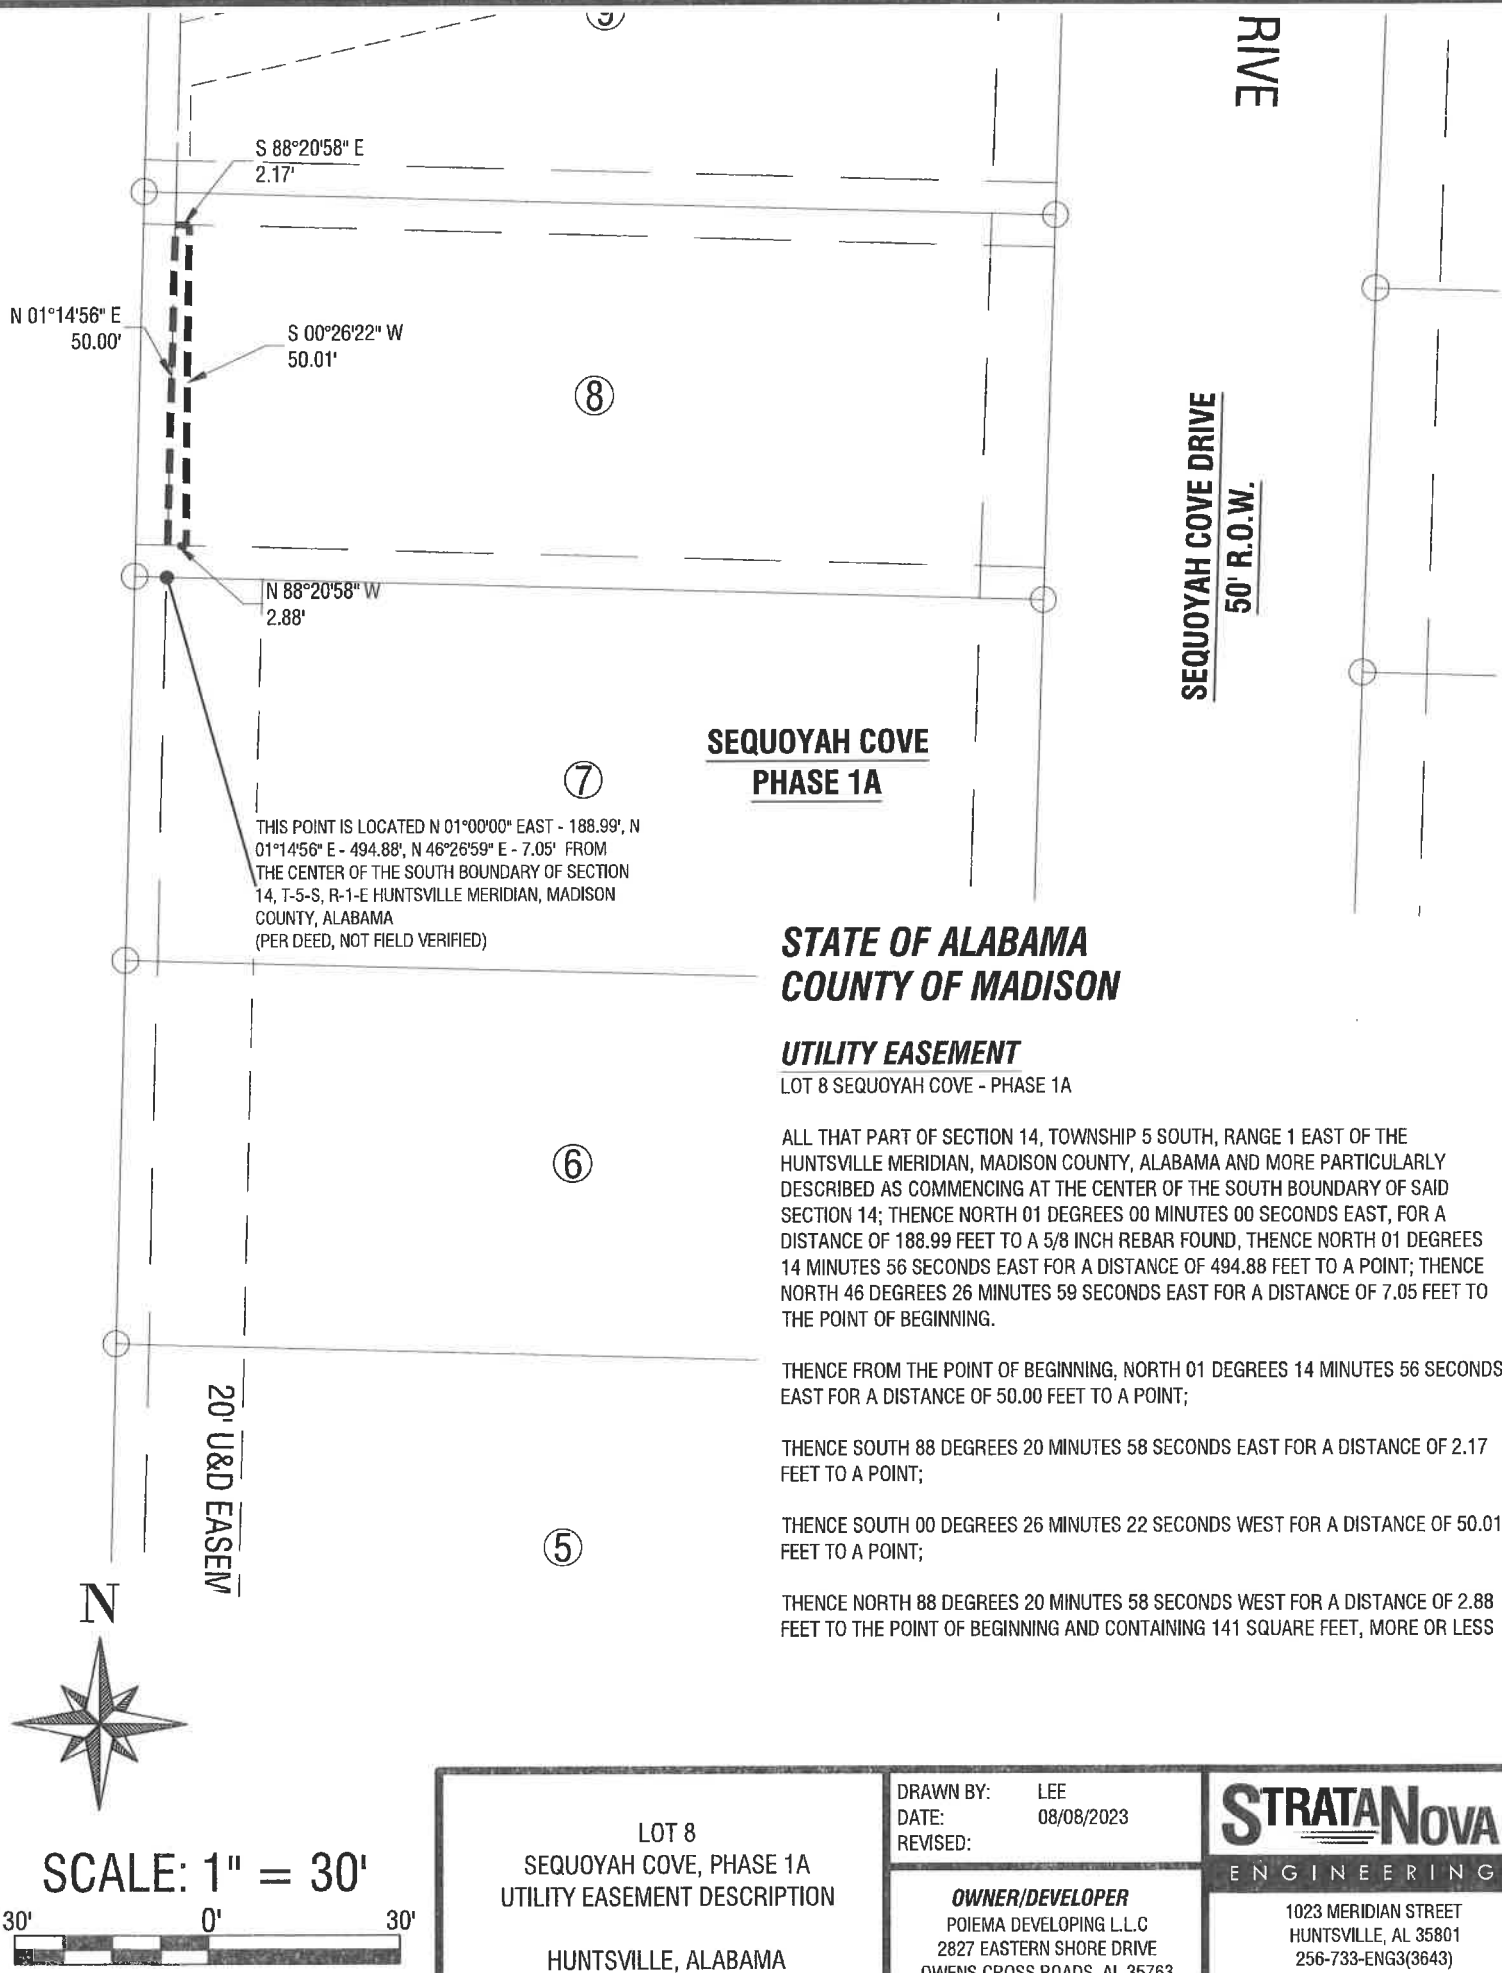 9
RIVE
S 88°20'58" E
2.17'
N 01°14'56" E
50.00'
S 00°26'22" W
50.01'
8
SEQUOYAH COVE DRIVE
50' R.O.W.
N 88°20'58" W
2.88'
SEQUOYAH COVE
PHASE 1A
7
THIS POINT IS LOCATED N 01°00'00" EAST - 188.99', N
01°14'56" E - 494.88', N 46°26'59" E - 7.05' FROM
THE CENTER OF THE SOUTH BOUNDARY OF SECTION
14, T-5-S, R-1-E HUNTSVILLE MERIDIAN, MADISON
COUNTY, ALABAMA
(PER DEED, NOT FIELD VERIFIED)
STATE OF ALABAMA
COUNTY OF MADISON
UTILITY EASEMENT
LOT 8 SEQUOYAH COVE - PHASE 1A
ALL THAT PART OF SECTION 14, TOWNSHIP 5 SOUTH, RANGE 1 EAST OF THE
HUNTSVILLE MERIDIAN, MADISON COUNTY, ALABAMA AND MORE PARTICULARLY
DESCRIBED AS COMMENCING AT THE CENTER OF THE SOUTH BOUNDARY OF SAID
SECTION 14; THENCE NORTH 01 DEGREES 00 MINUTES 00 SECONDS EAST, FOR A
DISTANCE OF 188.99 FEET TO A 5/8 INCH REBAR FOUND, THENCE NORTH 01 DEGREES
14 MINUTES 56 SECONDS EAST FOR A DISTANCE OF 494.88 FEET TO A POINT; THENCE
NORTH 46 DEGREES 26 MINUTES 59 SECONDS EAST FOR A DISTANCE OF 7.05 FEET TO
THE POINT OF BEGINNING.
THENCE FROM THE POINT OF BEGINNING, NORTH 01 DEGREES 14 MINUTES 56 SECONDS
EAST FOR A DISTANCE OF 50.00 FEET TO A POINT;
THENCE SOUTH 88 DEGREES 20 MINUTES 58 SECONDS EAST FOR A DISTANCE OF 2.17
FEET TO A POINT;
THENCE SOUTH 00 DEGREES 26 MINUTES 22 SECONDS WEST FOR A DISTANCE OF 50.01
FEET TO A POINT;
THENCE NORTH 88 DEGREES 20 MINUTES 58 SECONDS WEST FOR A DISTANCE OF 2.88
FEET TO THE POINT OF BEGINNING AND CONTAINING 141 SQUARE FEET, MORE OR LESS
6
20' U&D EASEM
5
N
SCALE: 1" = 30'
30' 0' 30'
LOT 8
SEQUOYAH COVE, PHASE 1A
UTILITY EASEMENT DESCRIPTION
HUNTSVILLE, ALABAMA
DRAWN BY: LEE
DATE: 08/08/2023
REVISED:
OWNER/DEVELOPER
POIEMA DEVELOPING L.L.C
2827 EASTERN SHORE DRIVE
OWENS CROSS ROADS, AL 35763
STRATANOVA
ENGINEERING
1023 MERIDIAN STREET
HUNTSVILLE, AL 35801
256-733-ENG3(3643)